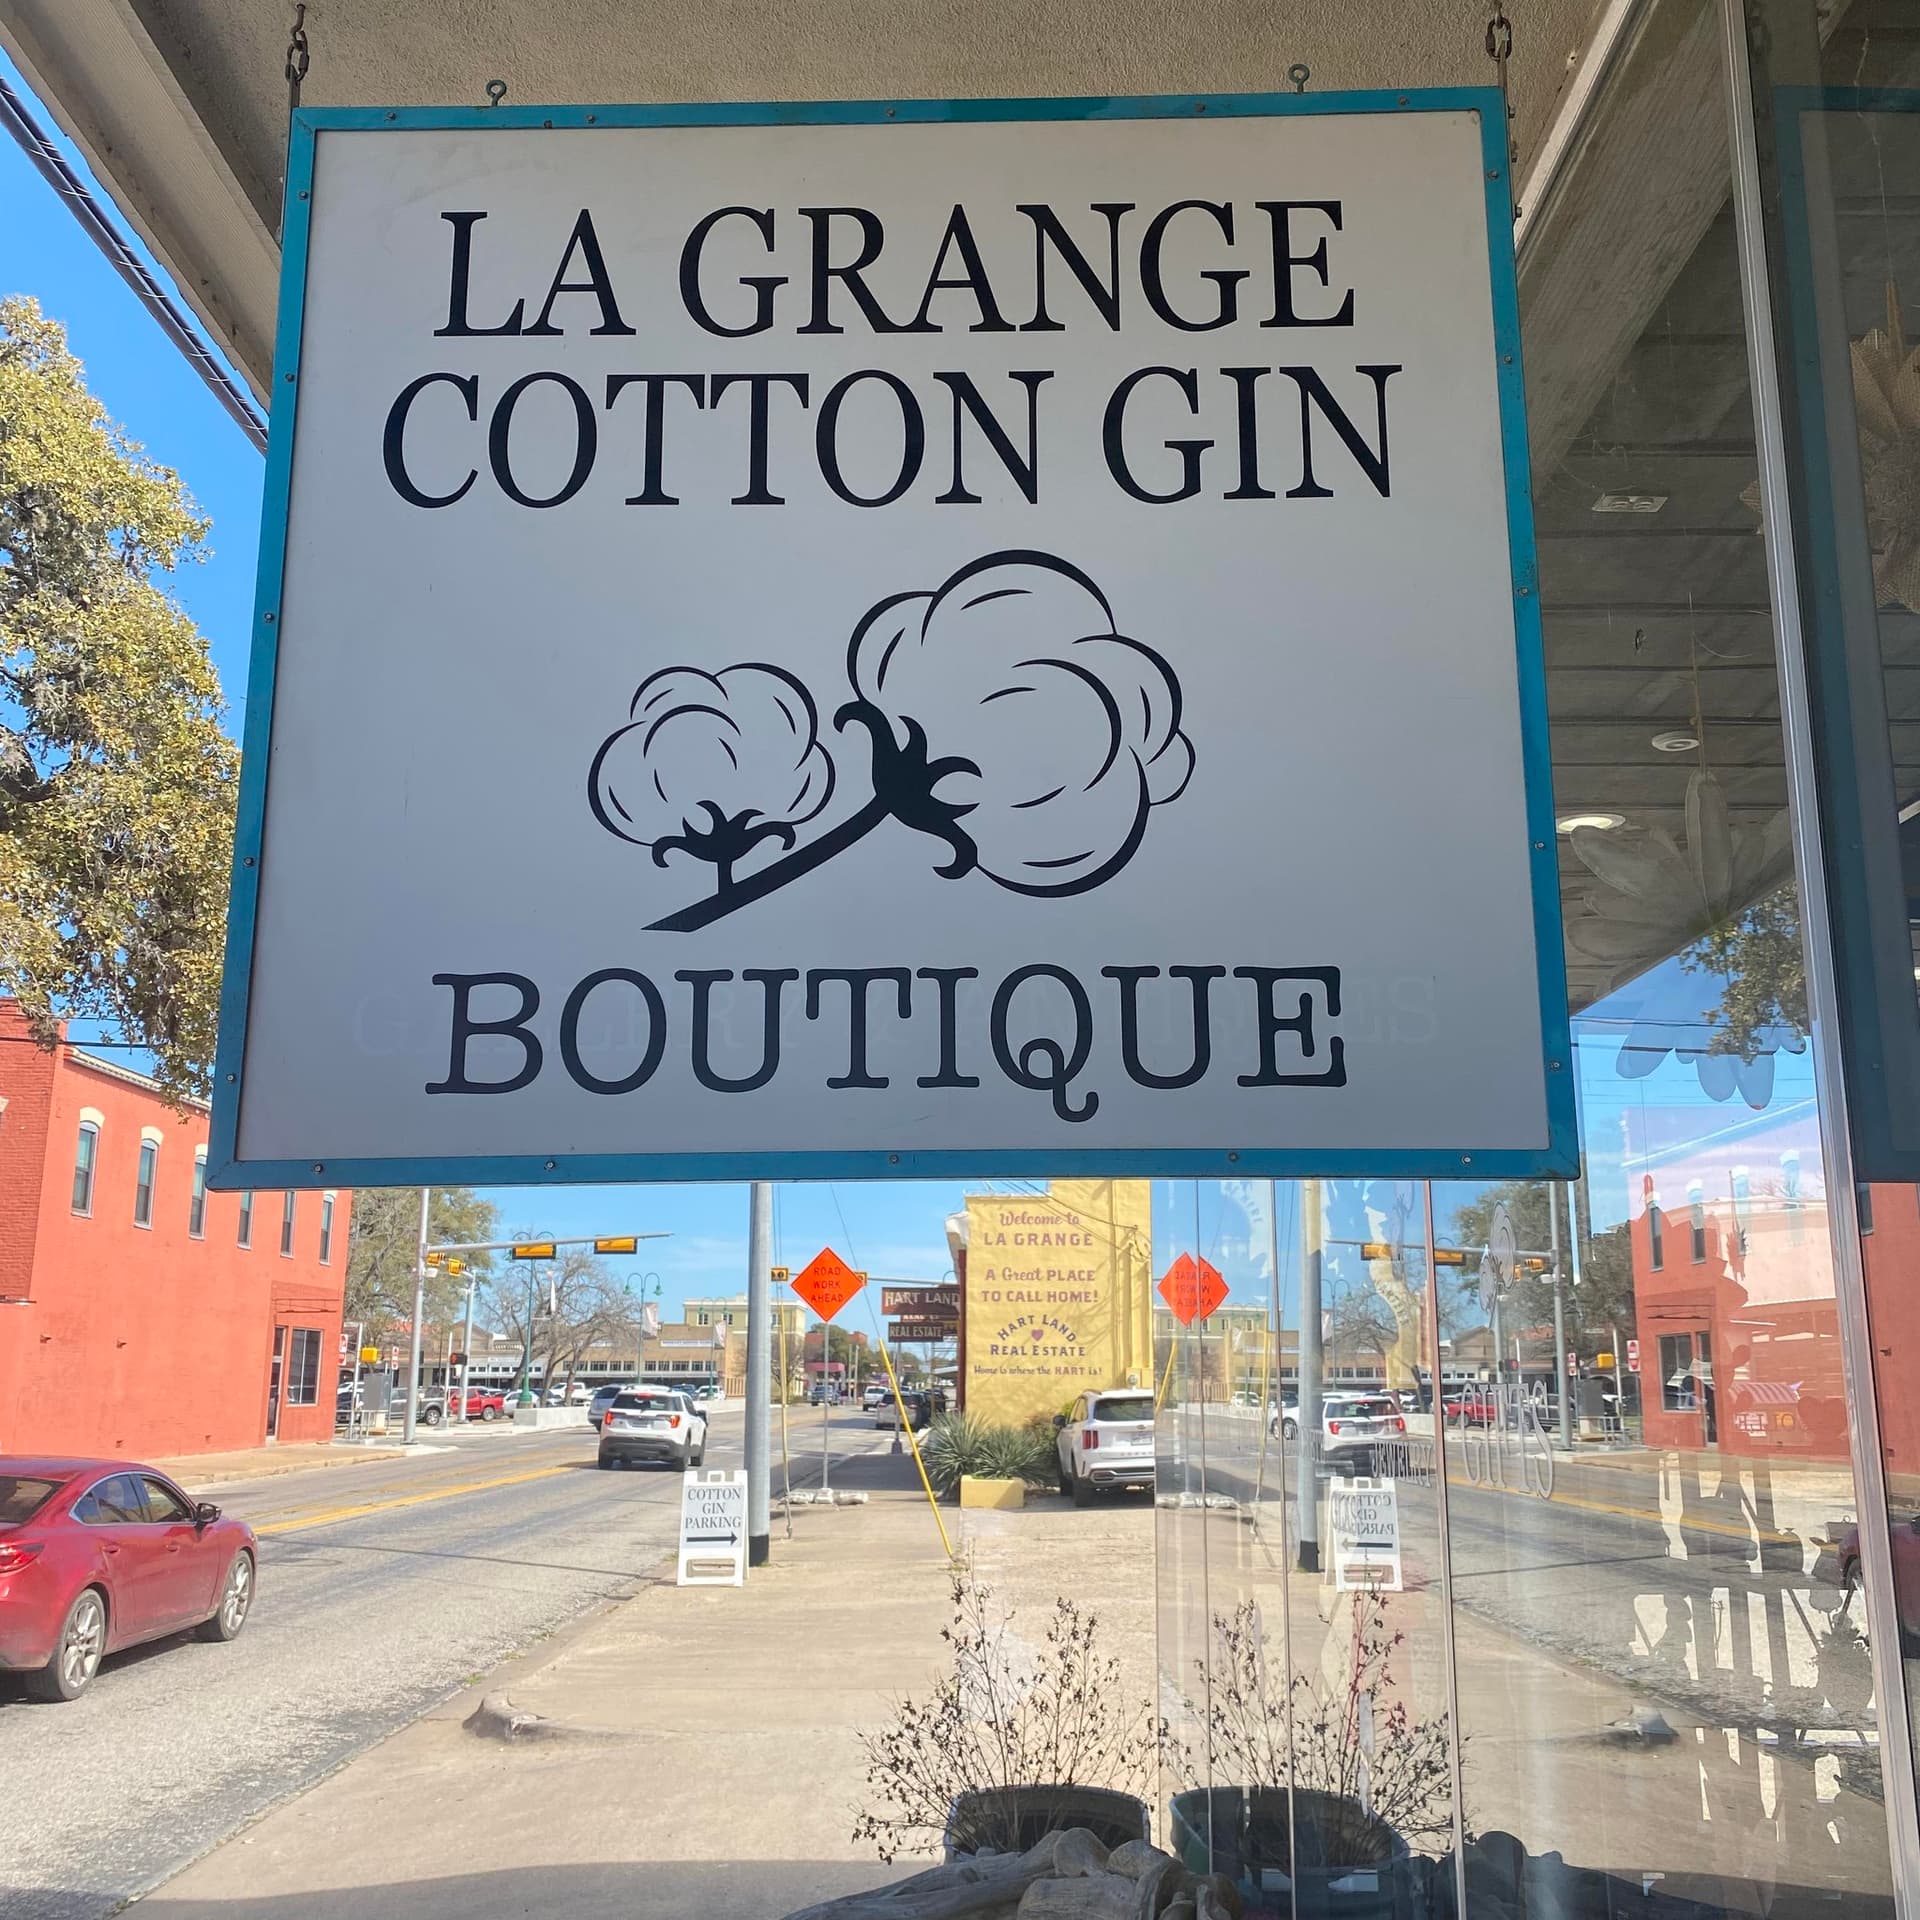 LA GRANGE
COTTON GIN
BOUTIQUE
Welcome to
LA GRANGE
A Great PLACE
TO CALL HOME!
HART LAND
REAL ESTATE
Home is where the HART is!
ROAD
WORK
AHEAD
HART LAND
REAL ESTATE
COTTON
GIN
PARKING
GIFTS